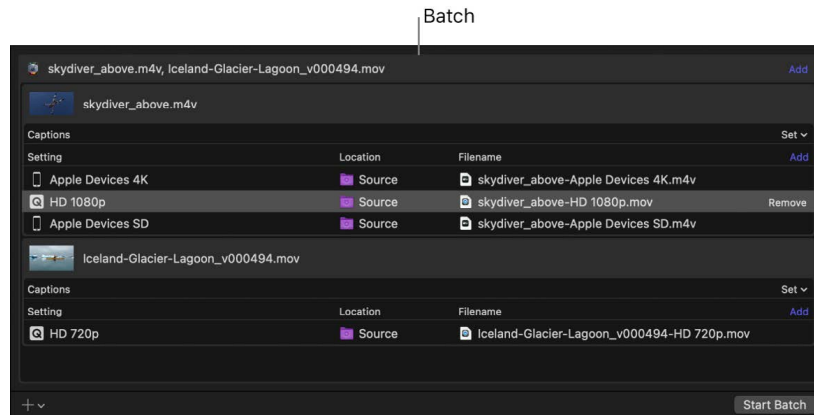 Batch
skydiver_above.m4v, Iceland-Glacier-Lagoon_v000494.mov Add
skydiver_above.m4v
Captions Set
Setting Location Filename Add
Apple Devices 4K Source skydiver_above-Apple Devices 4K.m4v
HD 1080p Source skydiver_above-HD 1080p.mov Remove
Apple Devices SD Source skydiver_above-Apple Devices SD.m4v
Iceland-Glacier-Lagoon_v000494.mov
Captions Set
Setting Location Filename Add
HD 720p Source Iceland-Glacier-Lagoon_v000494-HD 720p.mov
Start Batch